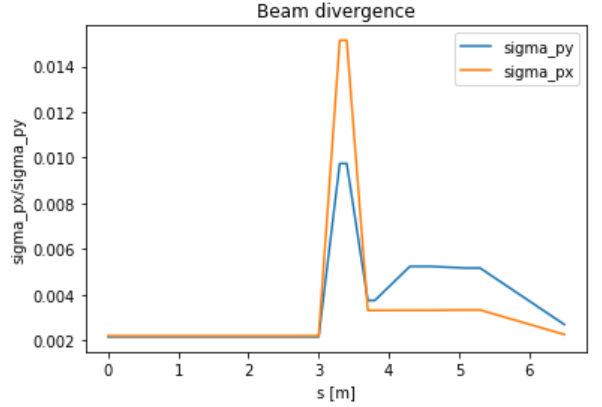 Beam divergence
sigma_px/sigma_py
0.014
0.012
0.010
0.008
0.006
0.004
0.002
sigma_py
sigma_px
0 1 2 3 4 5 6
s [m]